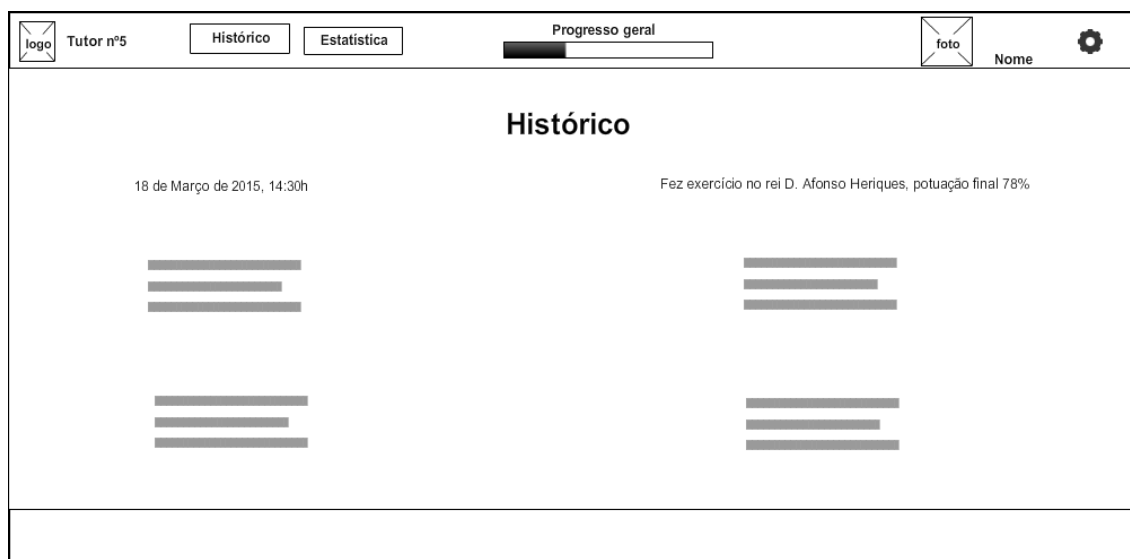 logo
Tutor nº5
Histórico
Estatística
Progresso geral
foto
Nome
Histórico
18 de Março de 2015, 14:30h
Fez exercício no rei D. Afonso Heriques, potuação final 78%